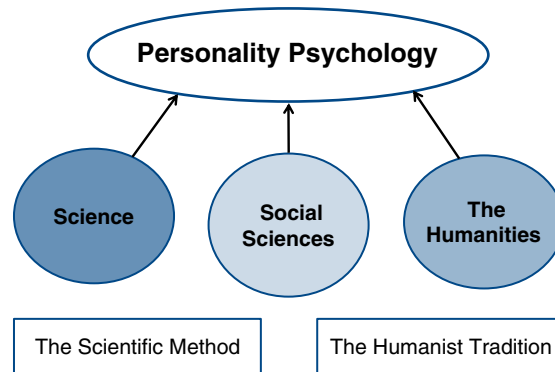 Personality Psychology
Science
Social
Sciences
The
Humanities
The Scientific Method
The Humanist Tradition